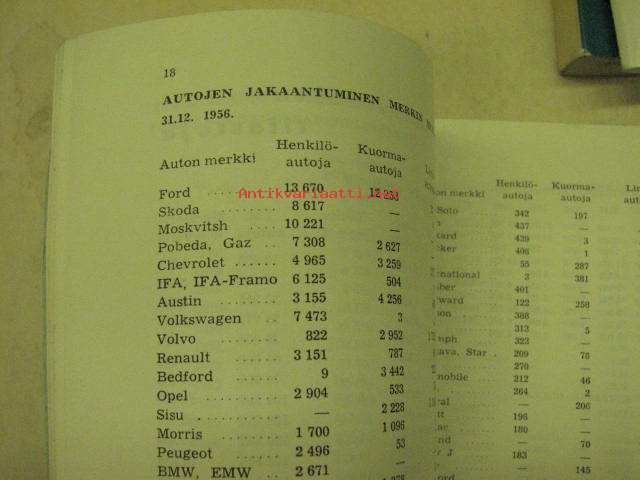 18
AUTOJEN JAKAANTUMINEN MERKIN
31.12. 1956.
Auton merkki Henkilö-autoja Kuorma-autoja
Ford 13 670
Skoda 8 617 —
Moskvitsh 10 221 —
Pobeda, Gaz 7 308 2 627
Chevrolet 4 965 3 259
IFA, IFA-Framo 6 125 504
Austin 3 155 4 256
Volkswagen 7 473 3
Volvo 822 2 952
Renault 3 151 787
Bedford 9 3 442
Opel 2 904 533
Sisu — 2 228
Morris 1 700 1 096
Peugeot 2 496 53
BMW, EMW 2 671
Antikvariaatti.net
merkki Henkilö-autoja Kuorma-autoja
Soto 342 197
437 —
439 3
406 1
55 287
3 381
401 —
122 258
388 —
313 5
323 —
Star 209 78
270 —
212 46
264 2
— 206
196 —
180 —
— 70
J 183 —
— 145